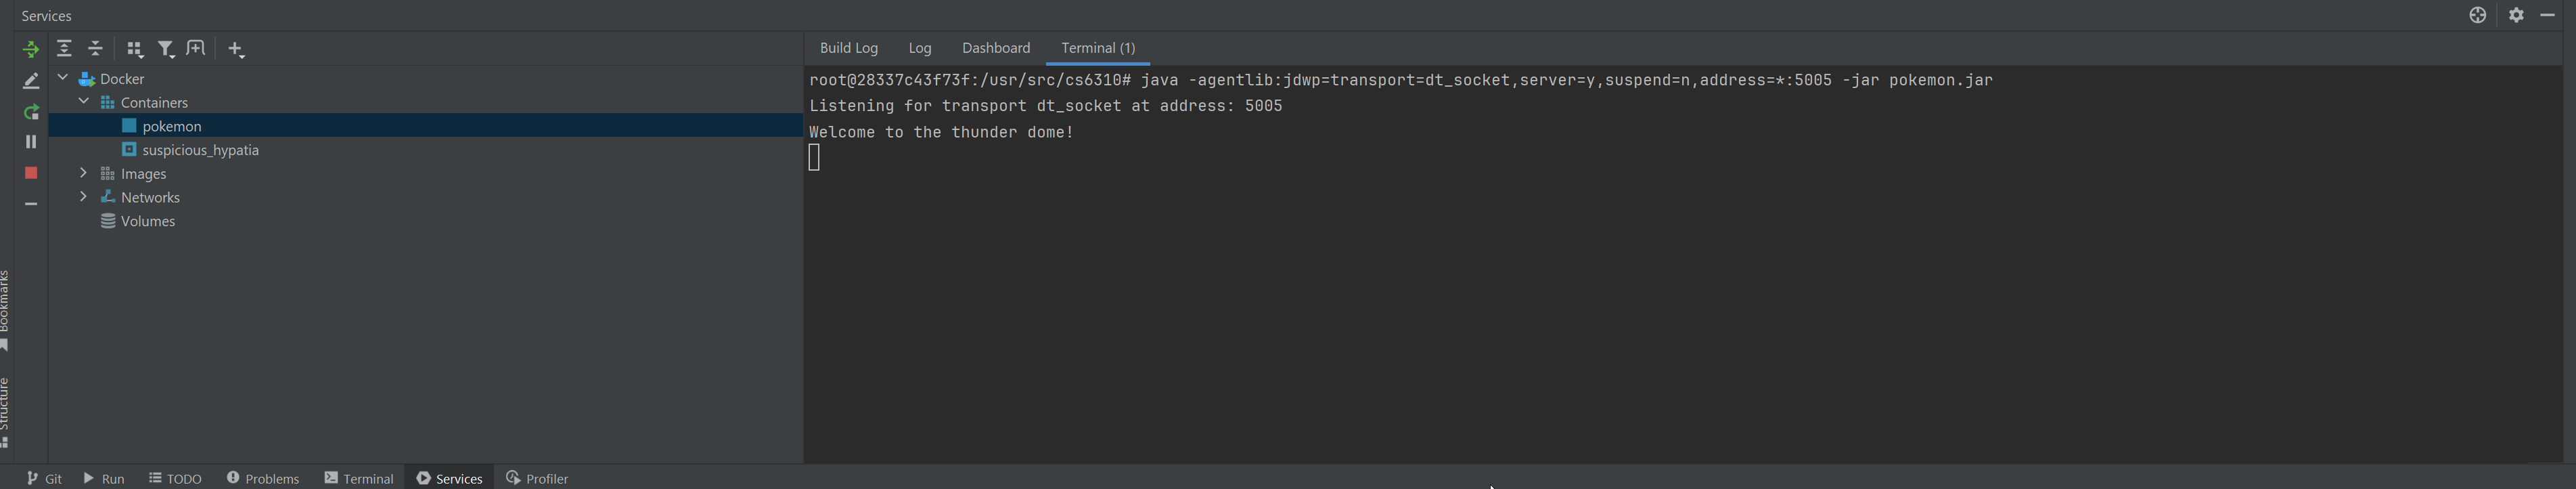 Services
Build Log Log Dashboard Terminal (1)
Docker
Containers
pokemon
suspicious_hypatia
Images
Networks
Volumes
root@28337c43f73f:/usr/src/cs6310# java -agentlib:jdwp=transport=dt_socket,server=y,suspend=n,address=*:5005 -jar pokemon.jar
Listening for transport dt_socket at address: 5005
Welcome to the thunder dome!
Bookmarks
Structure
Git Run TODO Problems Terminal Services Profiler